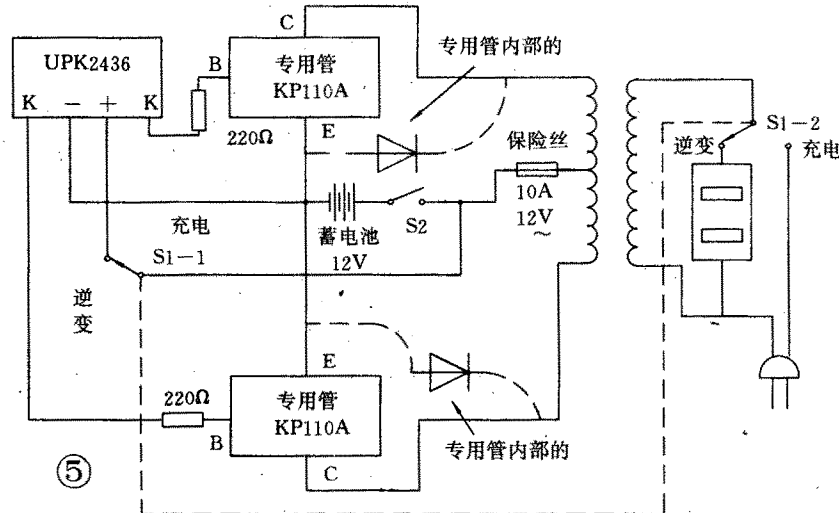 C
UPK2436
K － ＋ K
B
专用管
KP110A
专用管内部的
220Ω
E
保险丝
10A
12V
～
S1－2
逆变
充电
充电
蓄电池
12V
S2
S1－1
逆变
E
220Ω
B
专用管
KP110A
C
专用管内部的
⑤